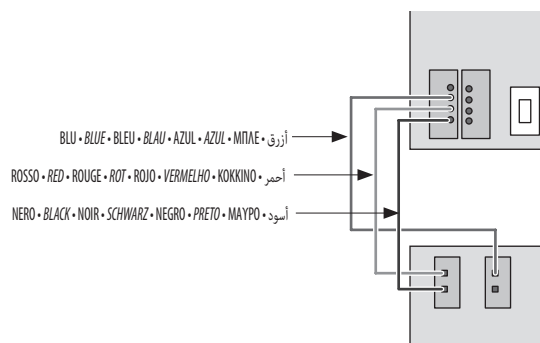 BLU • BLUE • BLEU • BLAU • AZUL • AZUL • ΜΠΛΕ • أزرق
ROSSO • RED • ROUGE • ROT • ROJO • VERMELHO • KOKKINO • أحمر
NERO • BLACK • NOIR • SCHWARZ • NEGRO • PRETO • ΜΑΥΡΟ • أسود